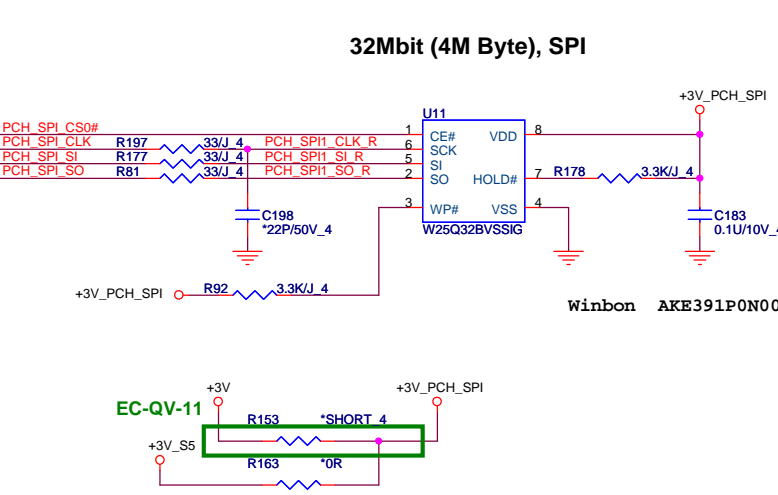 32Mbit (4M Byte), SPI
+3V_PCH_SPI
U11
PCH_SPI_CS0# 1 CE# VDD 8
PCH_SPI_CLK R197 33/J_4 PCH_SPI1_CLK_R 6 SCK
PCH_SPI_SI R177 33/J_4 PCH_SPI1_SI_R 5 SI
PCH_SPI_SO R81 33/J_4 PCH_SPI1_SO_R 2 SO HOLD# 7 R178 3.3K/J_4
3 WP# VSS 4
C198
*22P/50V_4
W25Q32BVSSIG
C183
0.1U/10V_4
+3V_PCH_SPI R92 3.3K/J_4
Winbon AKE391P0N00
+3V +3V_PCH_SPI
EC-QV-11
R153 *SHORT_4
+3V_S5
R163 *0R